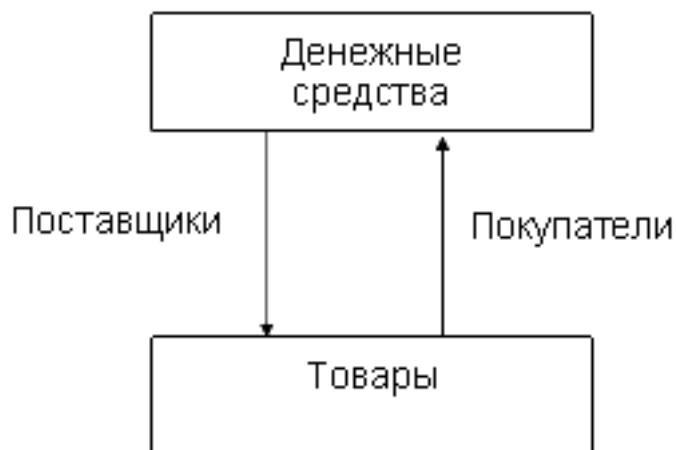 Денежные
средства
Поставщики
Покупатели
Товары